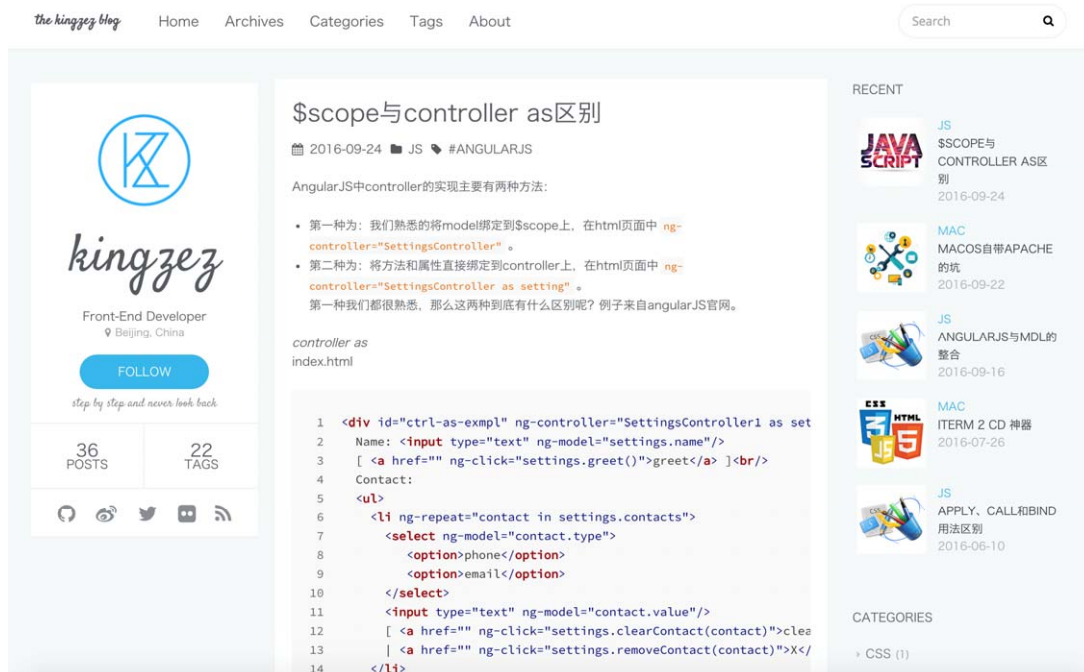 the kingzez blog
Home
Archives
Categories
Tags
About
Search
kingzez
Front-End Developer
Beijing, China
FOLLOW
step by step and never look back
36
POSTS
22
TAGS
$scope与controller as区别
2016-09-24 JS #ANGULARJS
AngularJS中controller的实现主要有两种方法：
• 第一种为：我们熟悉的将model绑定到$scope上，在html页面中 ng-
controller="SettingsController" 。
• 第二种为：将方法和属性直接绑定到controller上，在html页面中 ng-
controller="SettingsController as setting" 。
第一种我们都很熟悉，那么这两种到底有什么区别呢？例子来自angularJS官网。
controller as
index.html
1 <div id="ctrl-as-exmpl" ng-controller="SettingsController1 as set
2 Name: <input type="text" ng-model="settings.name"/>
3 [ <a href="" ng-click="settings.greet()">greet</a> ]<br/>
4 Contact:
5 <ul>
6 <li ng-repeat="contact in settings.contacts">
7 <select ng-model="contact.type">
8 <option>phone</option>
9 <option>email</option>
10 </select>
11 <input type="text" ng-model="contact.value"/>
12 [ <a href="" ng-click="settings.clearContact(contact)">clea
13 | <a href="" ng-click="settings.removeContact(contact)">X</
14 </li>
RECENT
JAVA
SCRIPT
JS
$SCOPE与
CONTROLLER AS区
别
2016-09-24
MAC
MACOS自带APACHE
的坑
2016-09-22
CSS
JS
ANGULARJS与MDL的
整合
2016-09-16
CSS
HTML
3
5
JS
MAC
ITERM 2 CD 神器
2016-07-26
CSS
JS
APPLY、CALL和BIND
用法区别
2016-06-10
CATEGORIES
› CSS (1)